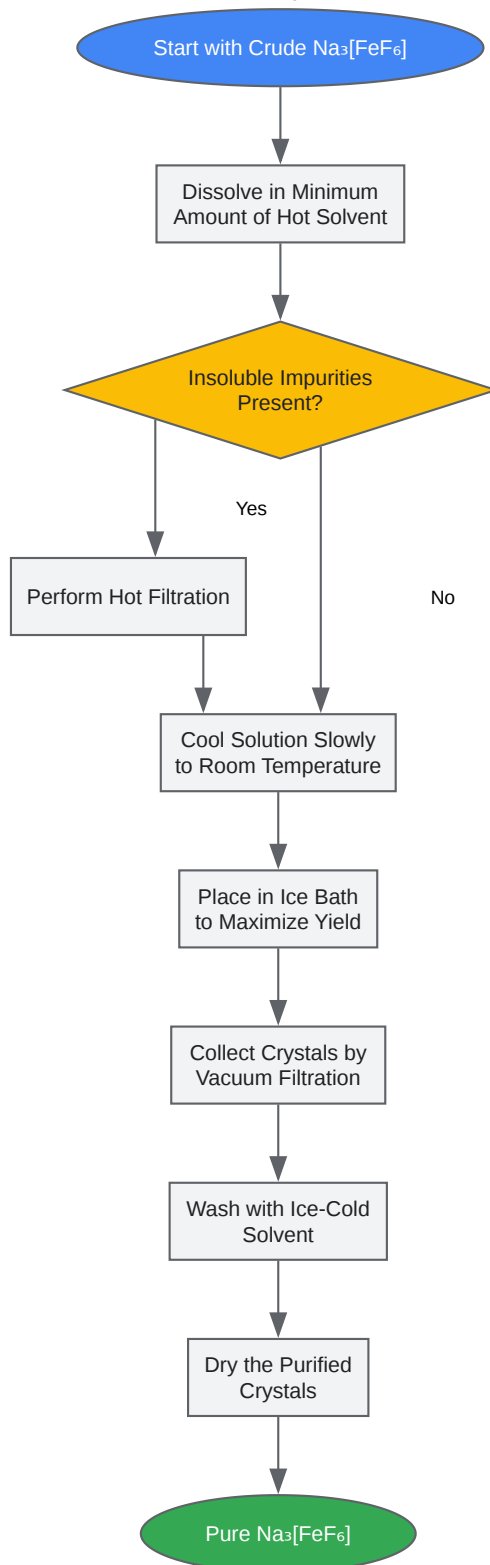 Start with Crude Na₃[FeF₆]
Dissolve in Minimum
Amount of Hot Solvent
Insoluble Impurities
Present?
Yes
Perform Hot Filtration
No
Cool Solution Slowly
to Room Temperature
Place in Ice Bath
to Maximize Yield
Collect Crystals by
Vacuum Filtration
Wash with Ice-Cold
Solvent
Dry the Purified
Crystals
Pure Na₃[FeF₆]